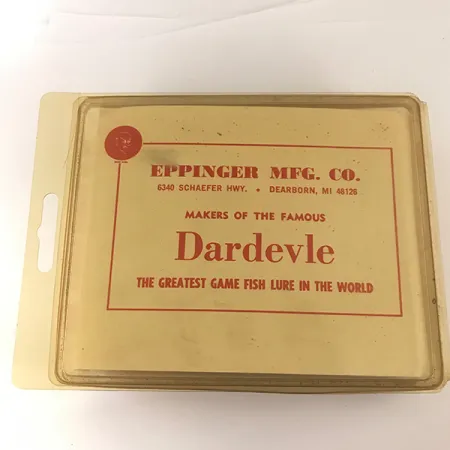 EPPINGER MFG. CO.
6340 SCHAEFER HWY. • DEARBORN, MI 48126
MAKERS OF THE FAMOUS
Dardevle
THE GREATEST GAME FISH LURE IN THE WORLD